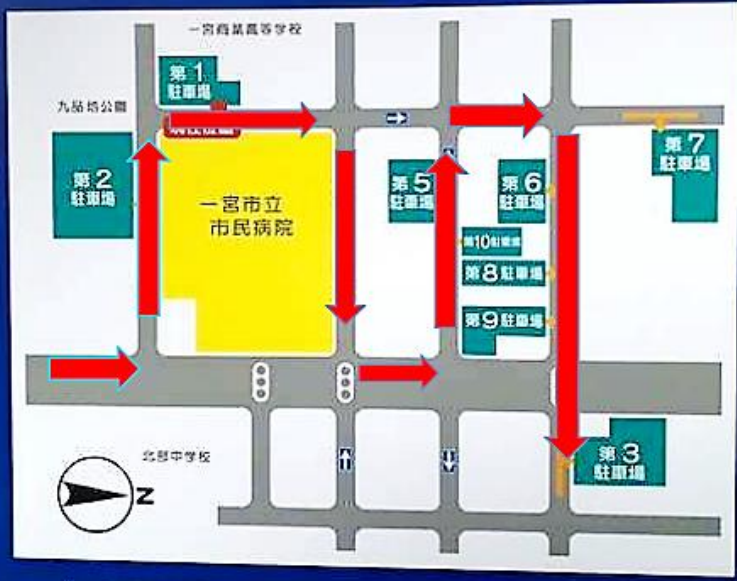 一宮商業高等学校
第1
駐車場
九品地公園
第2
駐車場
一宮市立
市民病院
第5
駐車場
第6
駐車場
第7
駐車場
第10駐車場
第8駐車場
第9駐車場
北部中学校
第3
駐車場
N